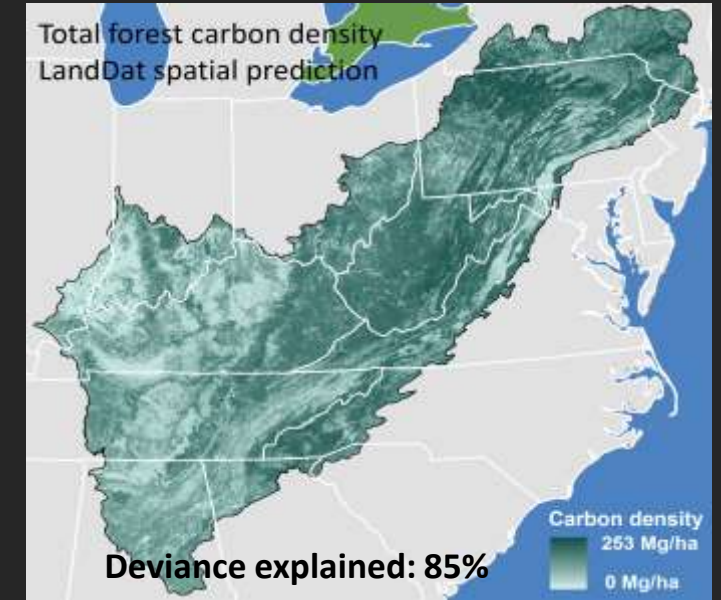 Total forest carbon density
LandDat spatial prediction
Carbon density
253 Mg/ha
0 Mg/ha
Deviance explained: 85%